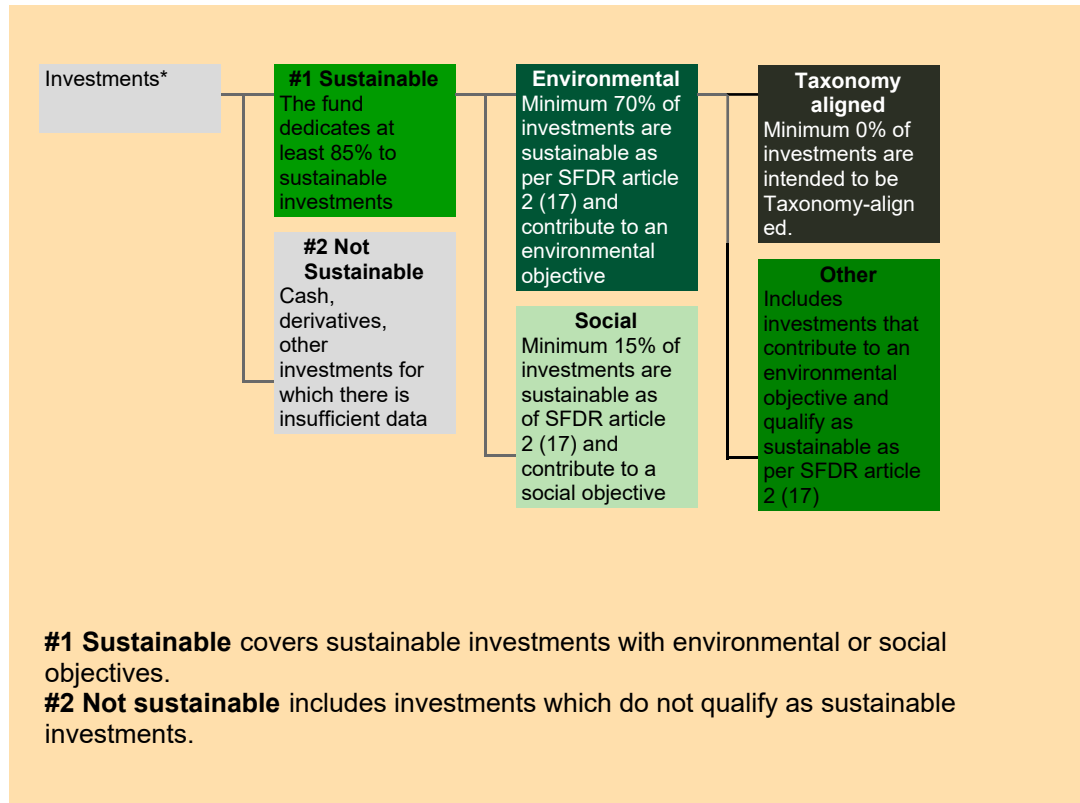 Investments*
#1 Sustainable
The fund
dedicates at
least 85% to
sustainable
investments
#2 Not
Sustainable
Cash,
derivatives,
other
investments for
which there is
insufficient data
Environmental
Minimum 70% of
investments are
sustainable as
per SFDR article
2 (17) and
contribute to an
environmental
objective
Social
Minimum 15% of
investments are
sustainable as
of SFDR article
2 (17) and
contribute to a
social objective
Taxonomy
aligned
Minimum 0% of
investments are
intended to be
Taxonomy-align
ed.
Other
Includes
investments that
contribute to an
environmental
objective and
qualify as
sustainable as
per SFDR article
2 (17)
#1 Sustainable covers sustainable investments with environmental or social
objectives.
#2 Not sustainable includes investments which do not qualify as sustainable
investments.